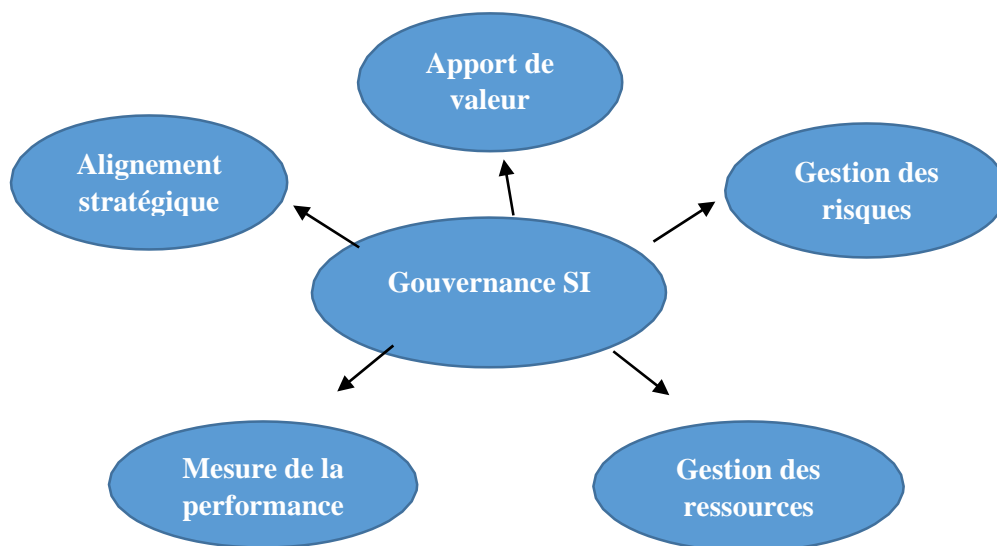 Apport de
valeur
Alignement
stratégique
Gestion des
risques
Gouvernance SI
Mesure de la
performance
Gestion des
ressources